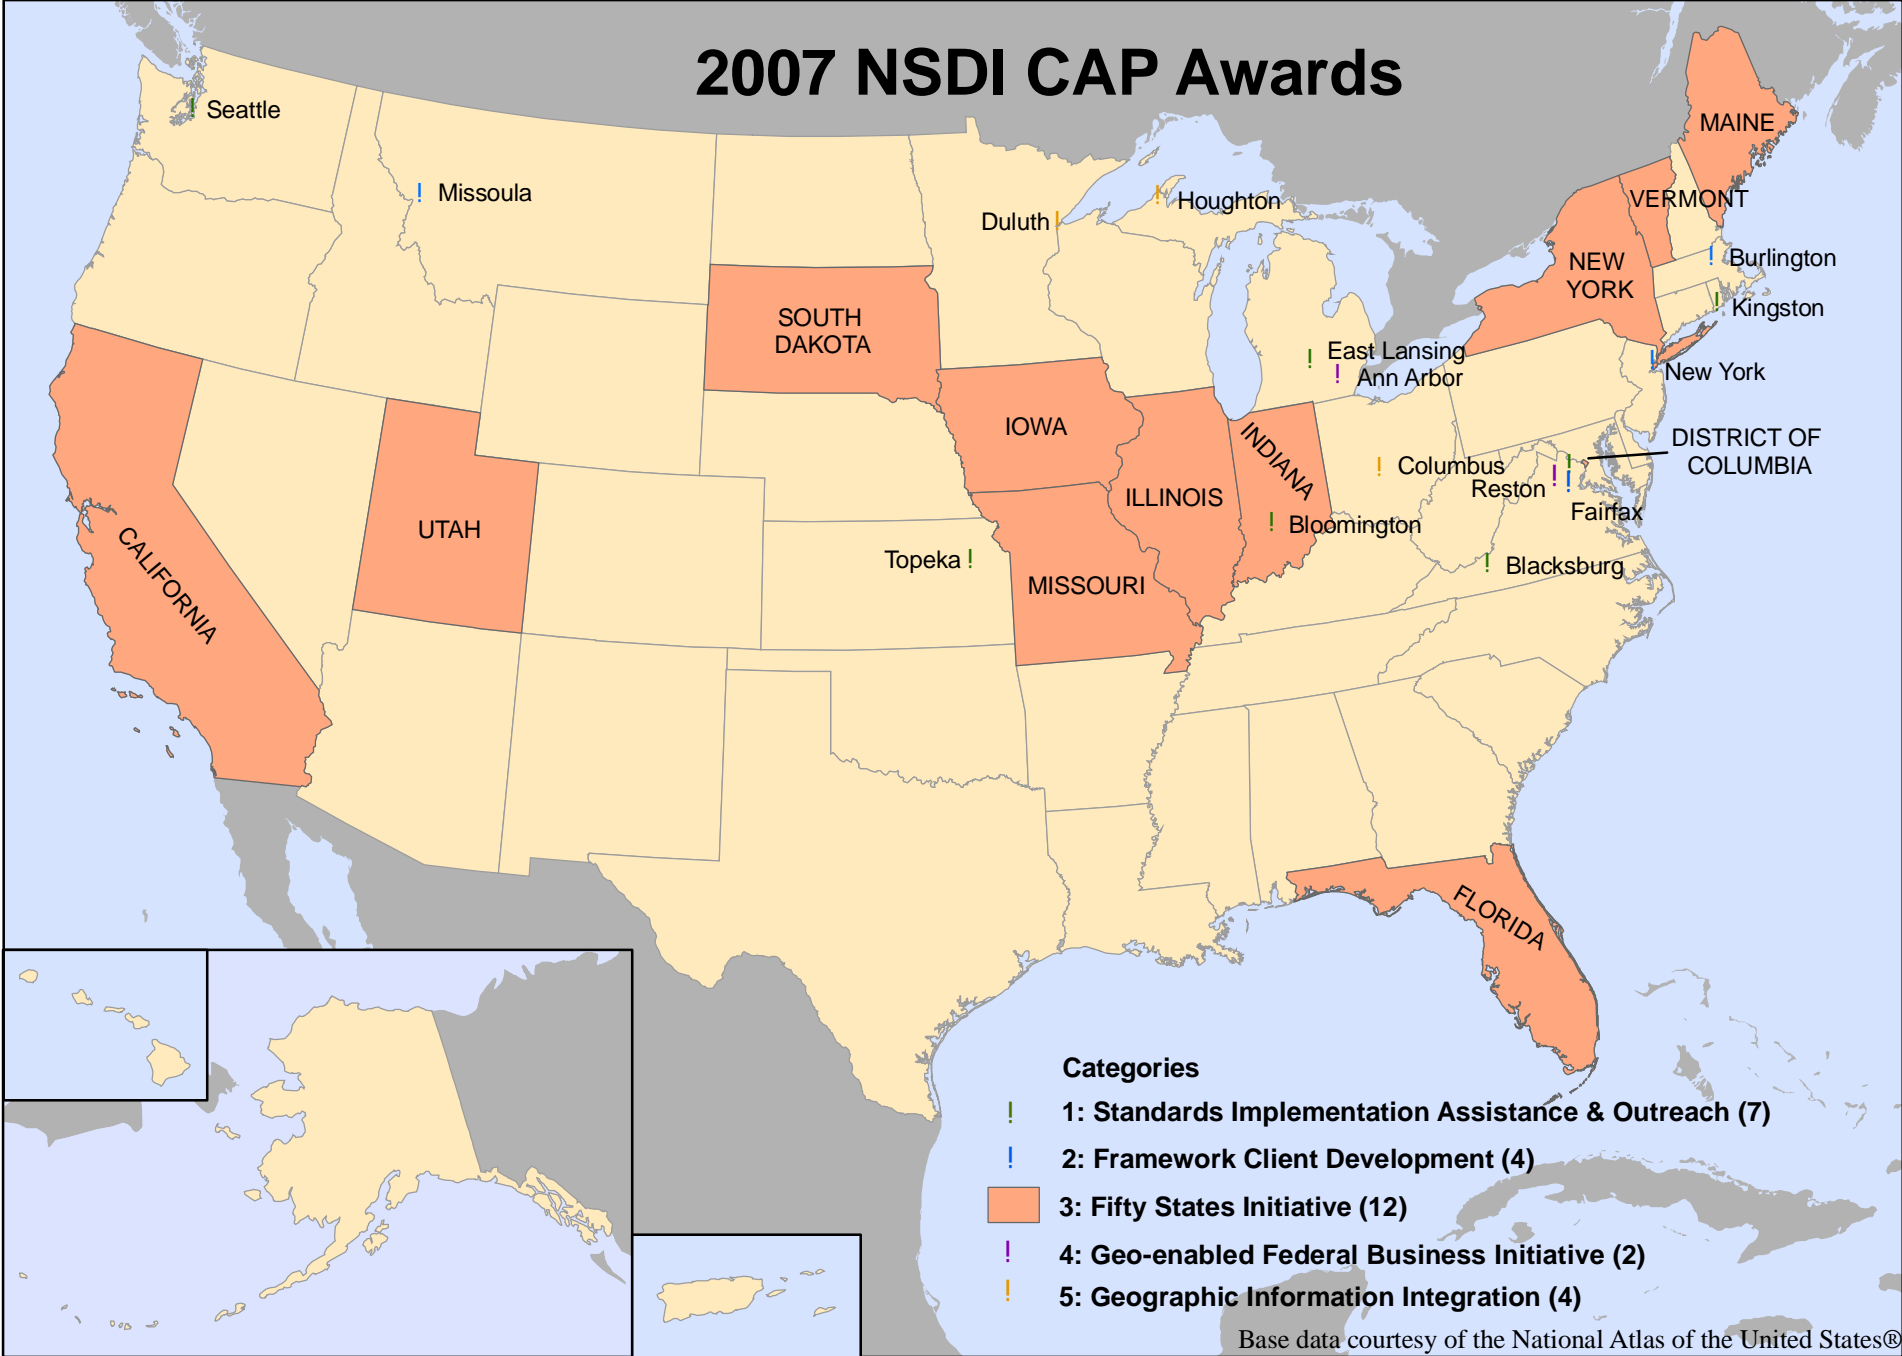 2007 NSDI CAP Awards
Seattle
Missoula
Duluth
Houghton
MAINE
VERMONT
NEW
YORK
Burlington
Kingston
New York
SOUTH
DAKOTA
East Lansing
Ann Arbor
IOWA
ILLINOIS
INDIANA
Columbus
Reston
Fairfax
DISTRICT OF
COLUMBIA
UTAH
CALIFORNIA
Topeka
MISSOURI
Bloomington
Blacksburg
FLORIDA
Categories
! 1: Standards Implementation Assistance & Outreach (7)
! 2: Framework Client Development (4)
3: Fifty States Initiative (12)
! 4: Geo-enabled Federal Business Initiative (2)
! 5: Geographic Information Integration (4)
Base data courtesy of the National Atlas of the United States®